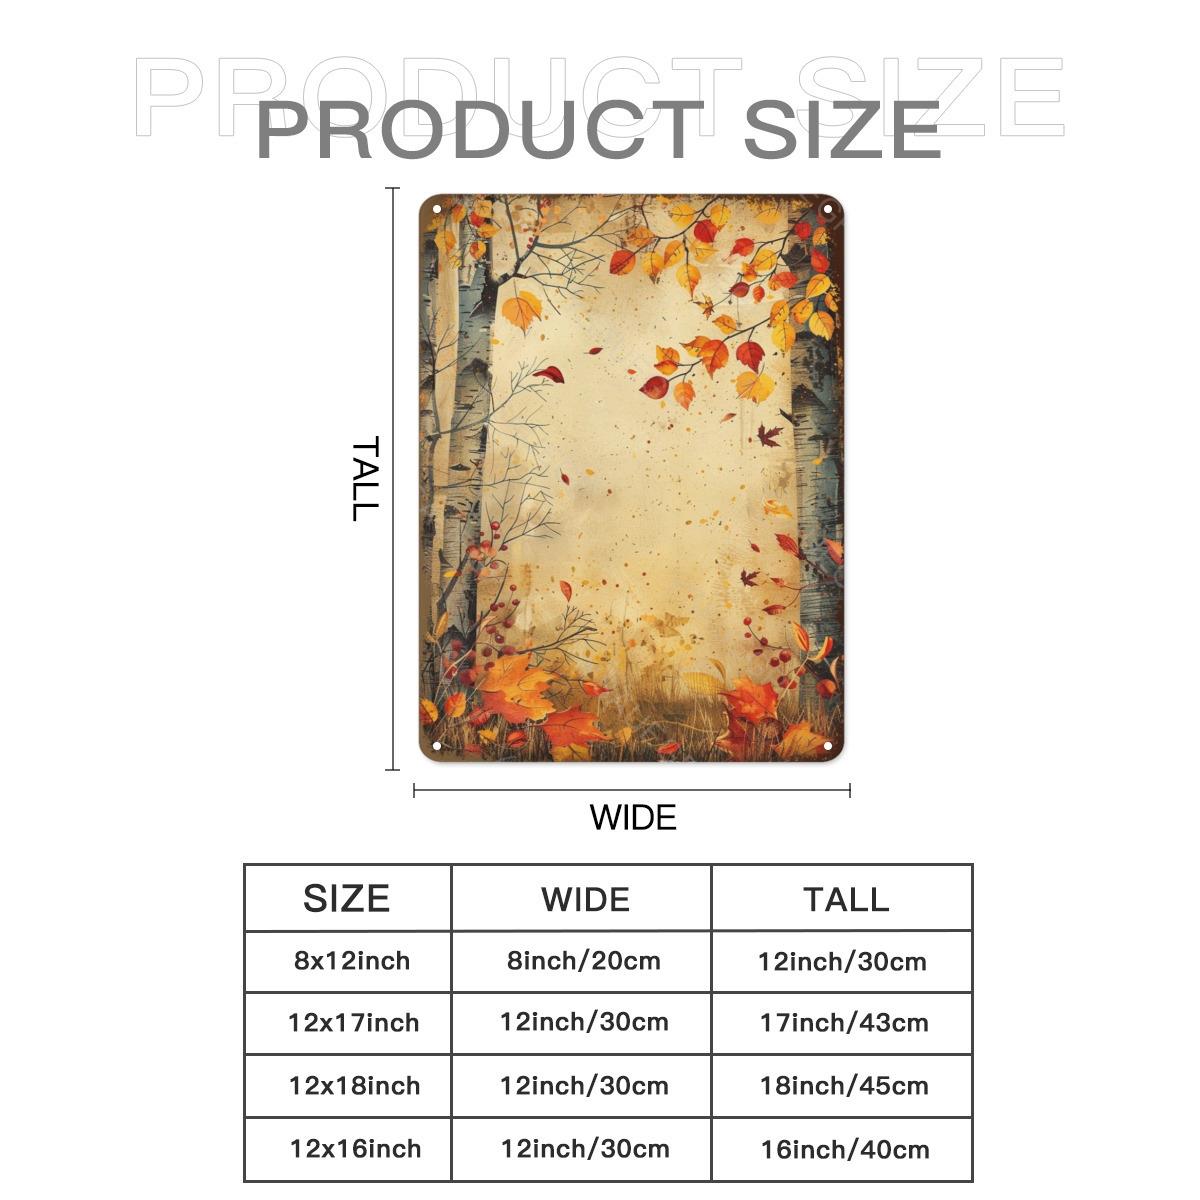 PRODUCT SIZE
PRODUCT SIZE
TALL
WIDE
SIZE WIDE TALL
8x12inch 8inch/20cm 12inch/30cm
12x17inch 12inch/30cm 17inch/43cm
12x18inch 12inch/30cm 18inch/45cm
12x16inch 12inch/30cm 16inch/40cm